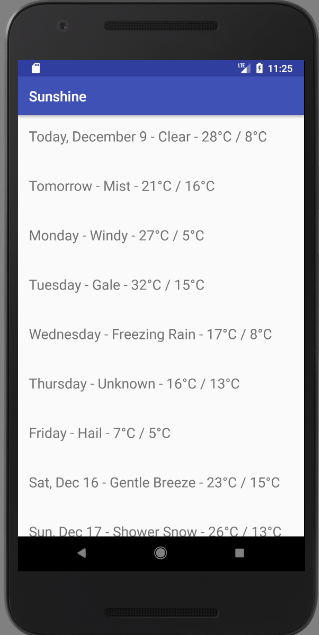 LTE 11:25
Sunshine
Today, December 9 - Clear - 28°C / 8°C
Tomorrow - Mist - 21°C / 16°C
Monday - Windy - 27°C / 5°C
Tuesday - Gale - 32°C / 15°C
Wednesday - Freezing Rain - 17°C / 8°C
Thursday - Unknown - 16°C / 13°C
Friday - Hail - 7°C / 5°C
Sat, Dec 16 - Gentle Breeze - 23°C / 15°C
Sun, Dec 17 - Shower Snow - 26°C / 13°C